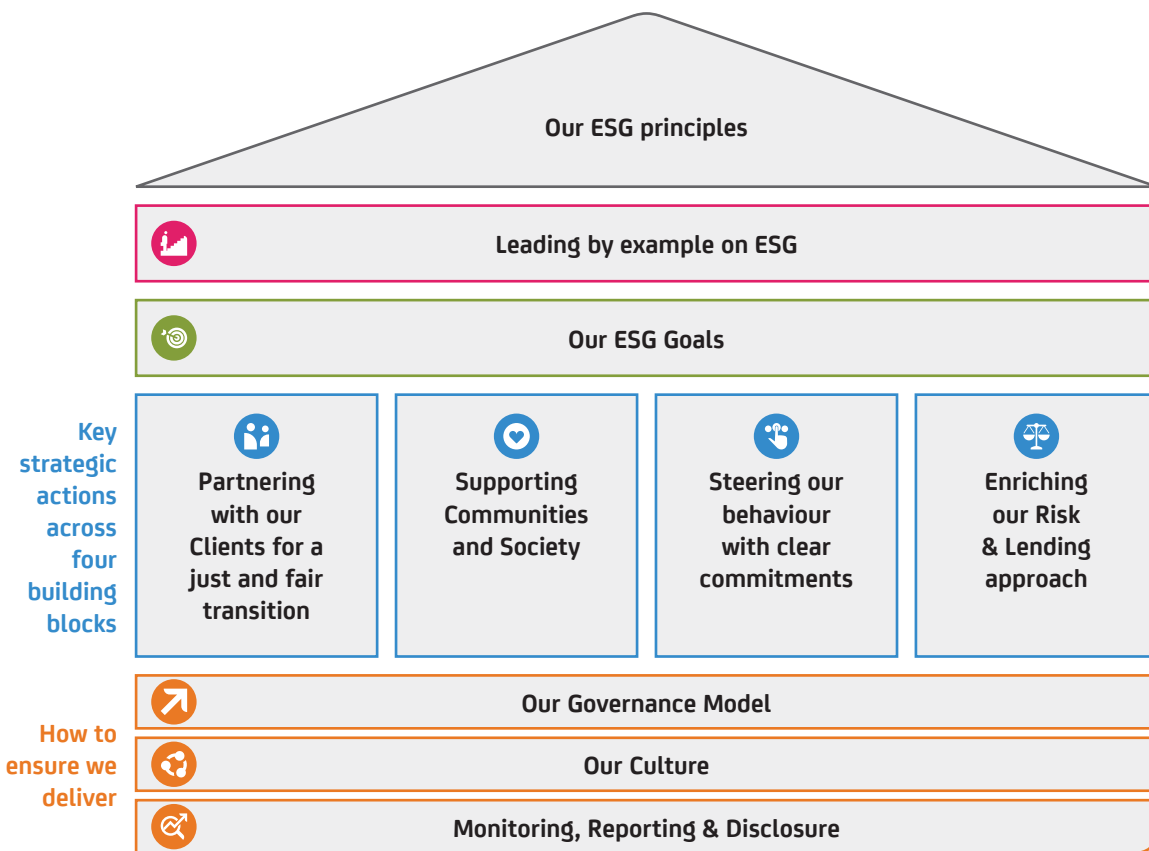 Our ESG principles
Leading by example on ESG
Our ESG Goals
Key
strategic
actions
across
four
building
blocks
Partnering
with our
Clients for a
just and fair
transition
Supporting
Communities
and Society
Steering our
behaviour
with clear
commitments
Enriching
our Risk
& Lending
approach
How to
ensure we
deliver
Our Governance Model
Our Culture
Monitoring, Reporting & Disclosure